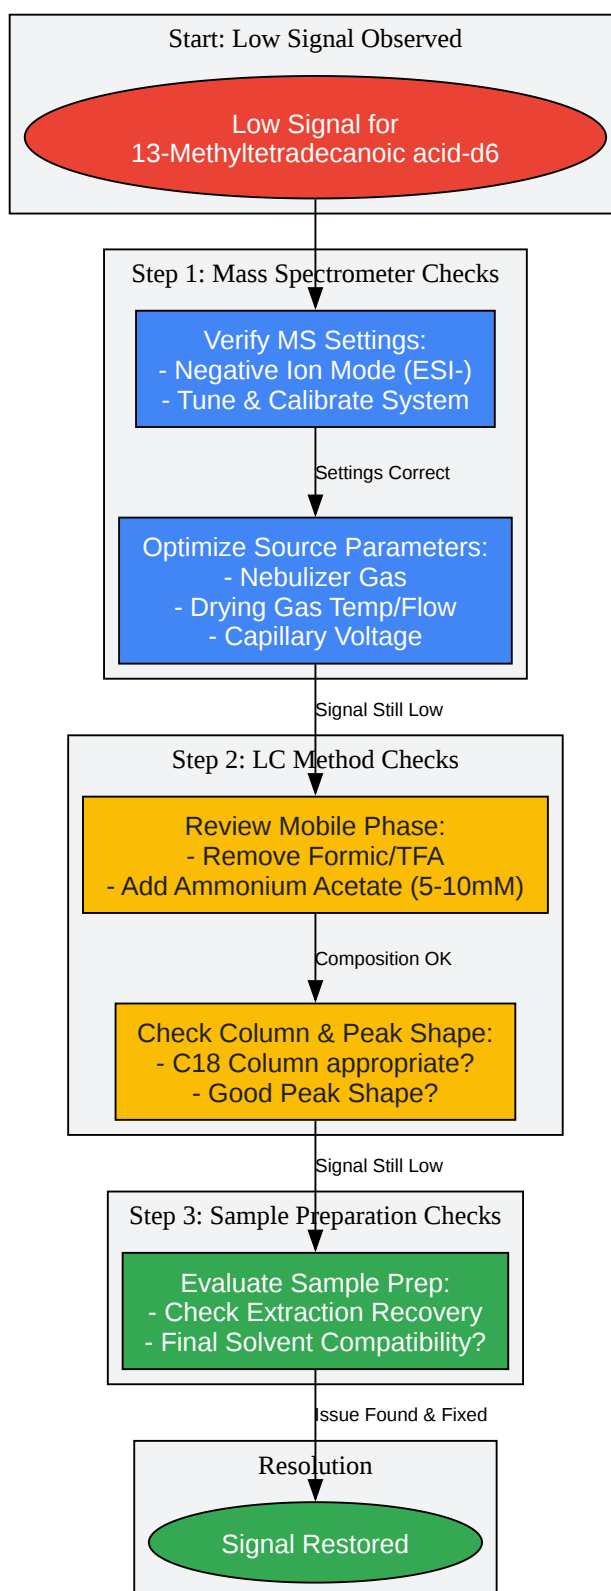 Start: Low Signal Observed
Low Signal for
13-Methyltetradecanoic acid-d6
Step 1: Mass Spectrometer Checks
Verify MS Settings:
- Negative Ion Mode (ESI-)
- Tune & Calibrate System
Settings Correct
Optimize Source Parameters:
- Nebulizer Gas
- Drying Gas Temp/Flow
- Capillary Voltage
Signal Still Low
Step 2: LC Method Checks
Review Mobile Phase:
- Remove Formic/TFA
- Add Ammonium Acetate (5-10mM)
Composition OK
Check Column & Peak Shape:
- C18 Column appropriate?
- Good Peak Shape?
Signal Still Low
Step 3: Sample Preparation Checks
Evaluate Sample Prep:
- Check Extraction Recovery
- Final Solvent Compatibility?
Issue Found & Fixed
Resolution
Signal Restored